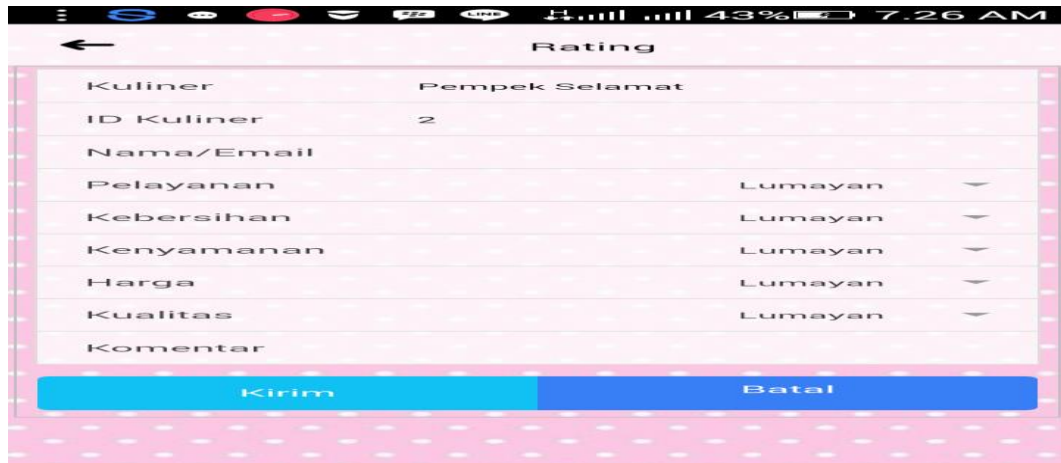 LINE 43% 7.26 AM
Rating
Kuliner Pempek Selamat
ID Kuliner 2
Nama/Email
Pelayanan Lumayan
Kebersihan Lumayan
Kenyamanan Lumayan
Harga Lumayan
Kualitas Lumayan
Komentar
Kirim Batal